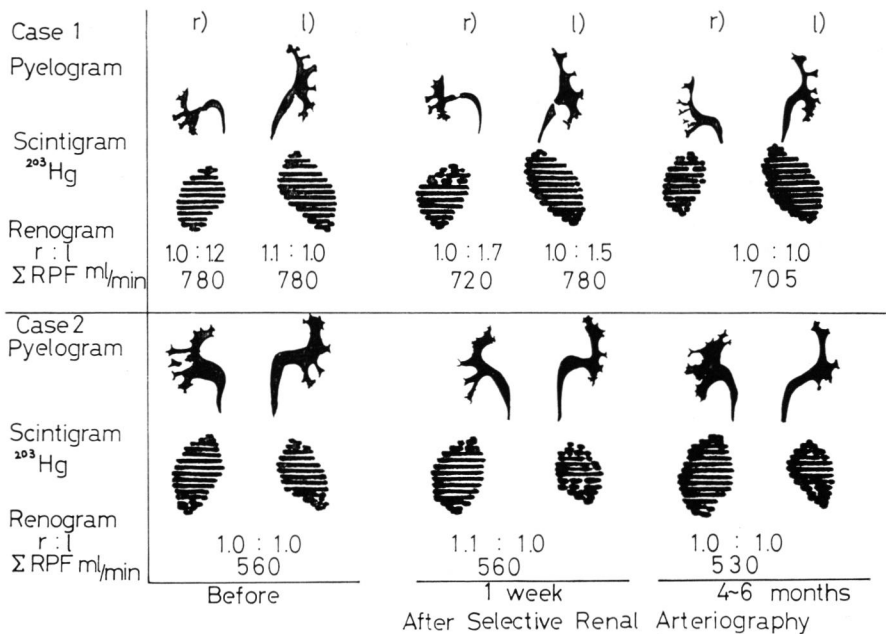 Case 1 r) l) r) l) r) l)
Pyelogram
Scintigram
²⁰³Hg
Renogram
r : l 1.0 : 1.2 1.1 : 1.0 1.0 : 1.7 1.0 : 1.5 1.0 : 1.0
ΣRPF ml/min 780 780 720 780 705
Case 2
Pyelogram
Scintigram
²⁰³Hg
Renogram
r : l 1.0 : 1.0 1.1 : 1.0 1.0 : 1.0
ΣRPF ml/min 560 560 530
Before 1 week 4~6 months
After Selective Renal Arteriography